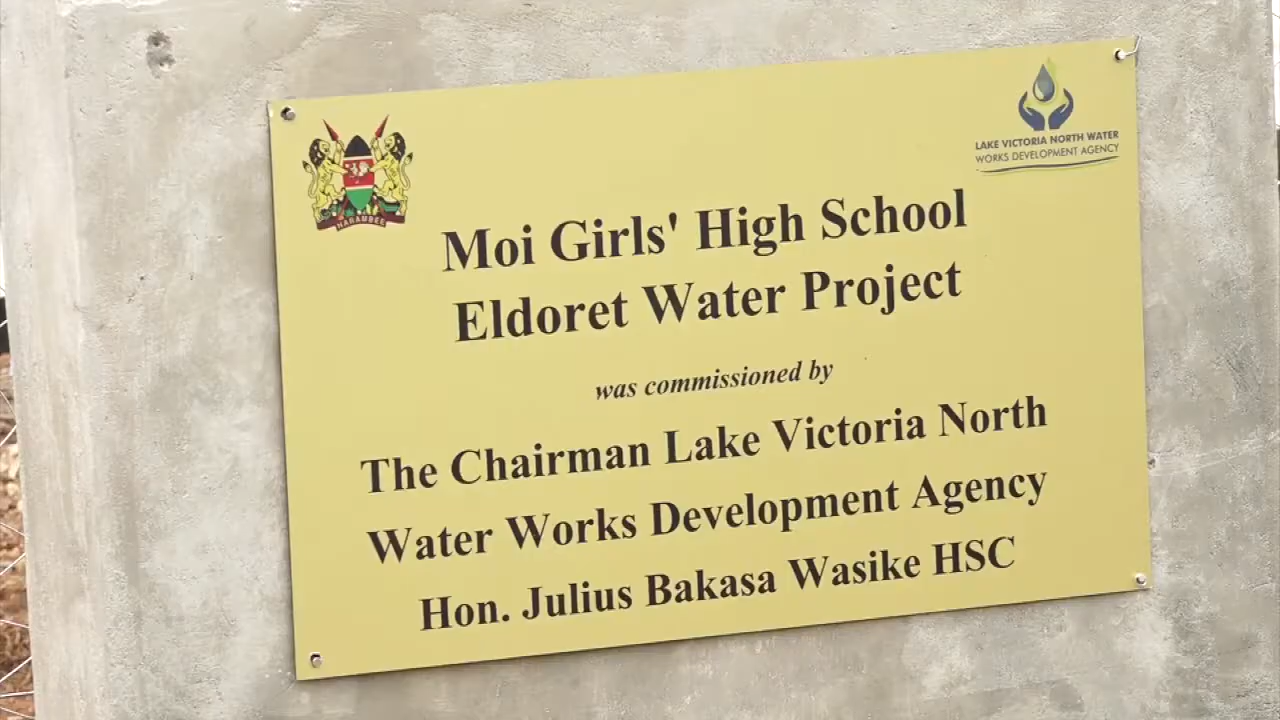 HARAMBEE
LAKE VICTORIA NORTH WATER
WORKS DEVELOPMENT AGENCY
Moi Girls' High School
Eldoret Water Project
was commissioned by
The Chairman Lake Victoria North
Water Works Development Agency
Hon. Julius Bakasa Wasike HSC